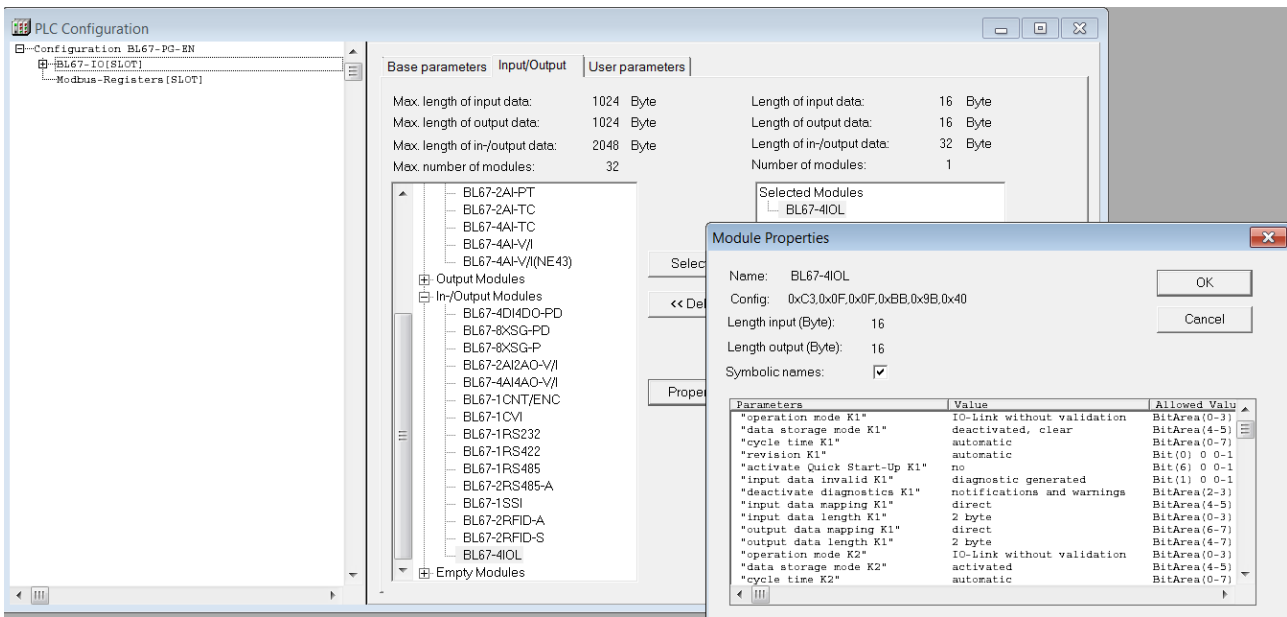 PLC Configuration
Configuration BL67-PG-EN
BL67-IO[SLOT]
Modbus-Registers[SLOT]
Base parameters Input/Output User parameters
Max. length of input data: 1024 Byte
Max. length of output data: 1024 Byte
Max. length of in-/output data: 2048 Byte
Max. number of modules: 32
Length of input data: 16 Byte
Length of output data: 16 Byte
Length of in-/output data: 32 Byte
Number of modules: 1
BL67-2AI-PT
BL67-2AI-TC
BL67-4AI-TC
BL67-4AI-V/I
BL67-4AI-V/I(NE43)
Output Modules
In-/Output Modules
BL67-4DI4DO-PD
BL67-8XSG-PD
BL67-8XSG-P
BL67-2AI2AO-V/I
BL67-4AI4AO-V/I
BL67-1CNT/ENC
BL67-1CVI
BL67-1RS232
BL67-1RS422
BL67-1RS485
BL67-2RS485-A
BL67-1SSI
BL67-2RFID-A
BL67-2RFID-S
BL67-4IOL
Empty Modules
Selec
<< Del
Proper
Selected Modules
BL67-4IOL
Module Properties
Name: BL67-4IOL
Config: 0xC3,0x0F,0x0F,0xBB,0x9B,0x40
Length input (Byte): 16
Length output (Byte): 16
Symbolic names:
OK
Cancel
Parameters Value Allowed Valu
"operation mode K1" IO-Link without validation BitArea(0-3)
"data storage mode K1" deactivated, clear BitArea(4-5)
"cycle time K1" automatic BitArea(0-7)
"revision K1" automatic Bit(0) 0 0-1
"activate Quick Start-Up K1" no Bit(6) 0 0-1
"input data invalid K1" diagnostic generated Bit(1) 0 0-1
"deactivate diagnostics K1" notifications and warnings BitArea(2-3)
"input data mapping K1" direct BitArea(4-5)
"input data length K1" 2 byte BitArea(0-3)
"output data mapping K1" direct BitArea(6-7)
"output data length K1" 2 byte BitArea(4-7)
"operation mode K2" IO-Link without validation BitArea(0-3)
"data storage mode K2" activated BitArea(4-5)
"cycle time K2" automatic BitArea(0-7)